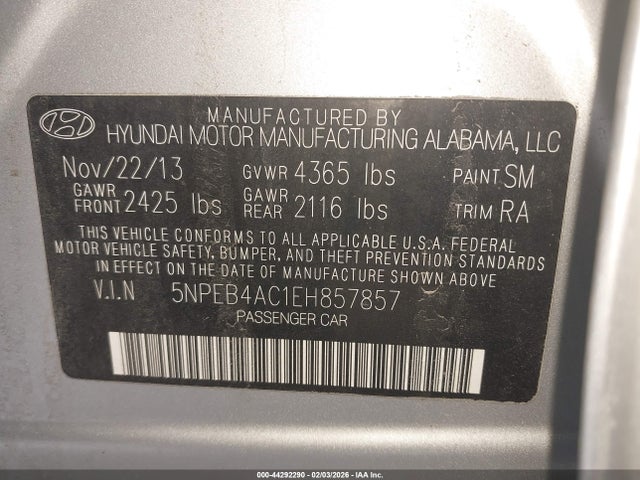 MANUFACTURED BY
HYUNDAI MOTOR MANUFACTURING ALABAMA, LLC
Nov/22/13 GVWR 4365 lbs PAINT SM
GAWR FRONT 2425 lbs GAWR REAR 2116 lbs TRIM RA
THIS VEHICLE CONFORMS TO ALL APPLICABLE U.S.A. FEDERAL
MOTOR VEHICLE SAFETY, BUMPER, AND THEFT PREVENTION STANDARDS
IN EFFECT ON THE DATE OF MANUFACTURE SHOWN ABOVE
V.I.N 5NPEB4AC1EH857857
PASSENGER CAR
000-44292290 - 02/03/2026 - IAA Inc.